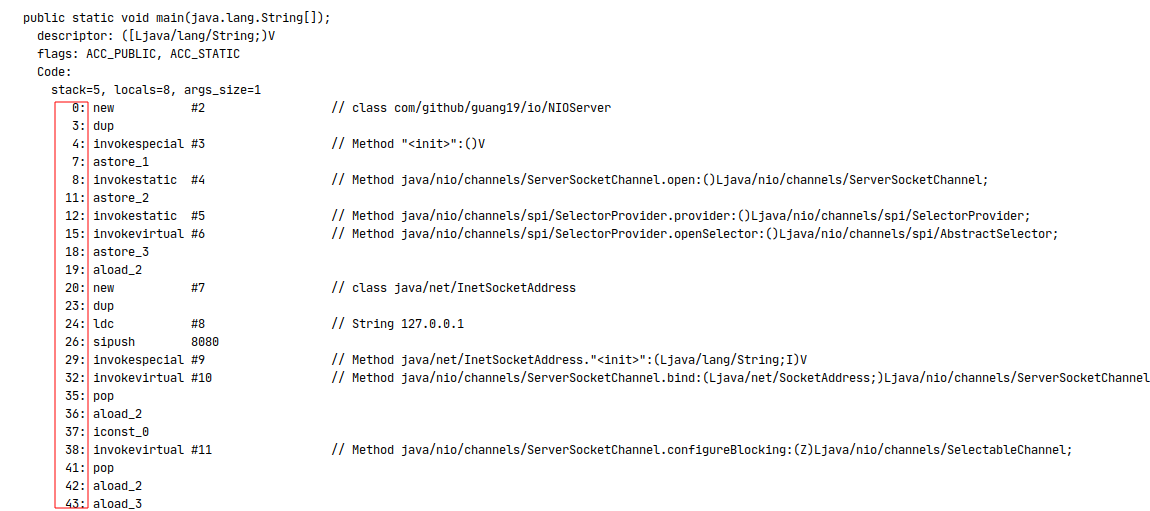 public static void main(java.lang.String[]);
descriptor: ([Ljava/lang/String;)V
flags: ACC_PUBLIC, ACC_STATIC
Code:
stack=5, locals=8, args_size=1
0: new #2 // class com/github/guang19/io/NIOServer
3: dup
4: invokespecial #3 // Method "<init>":()V
7: astore_1
8: invokestatic #4 // Method java/nio/channels/ServerSocketChannel.open:()Ljava/nio/channels/ServerSocketChannel;
11: astore_2
12: invokestatic #5 // Method java/nio/channels/spi/SelectorProvider.provider:()Ljava/nio/channels/spi/SelectorProvider;
15: invokevirtual #6 // Method java/nio/channels/spi/SelectorProvider.openSelector:()Ljava/nio/channels/spi/AbstractSelector;
18: astore_3
19: aload_2
20: new #7 // class java/net/InetSocketAddress
23: dup
24: ldc #8 // String 127.0.0.1
26: sipush 8080
29: invokespecial #9 // Method java/net/InetSocketAddress."<init>":(Ljava/lang/String;I)V
32: invokevirtual #10 // Method java/nio/channels/ServerSocketChannel.bind:(Ljava/net/SocketAddress;)Ljava/nio/channels/ServerSocketChannel
35: pop
36: aload_2
37: iconst_0
38: invokevirtual #11 // Method java/nio/channels/ServerSocketChannel.configureBlocking:(Z)Ljava/nio/channels/SelectableChannel;
41: pop
42: aload_2
43: aload_3